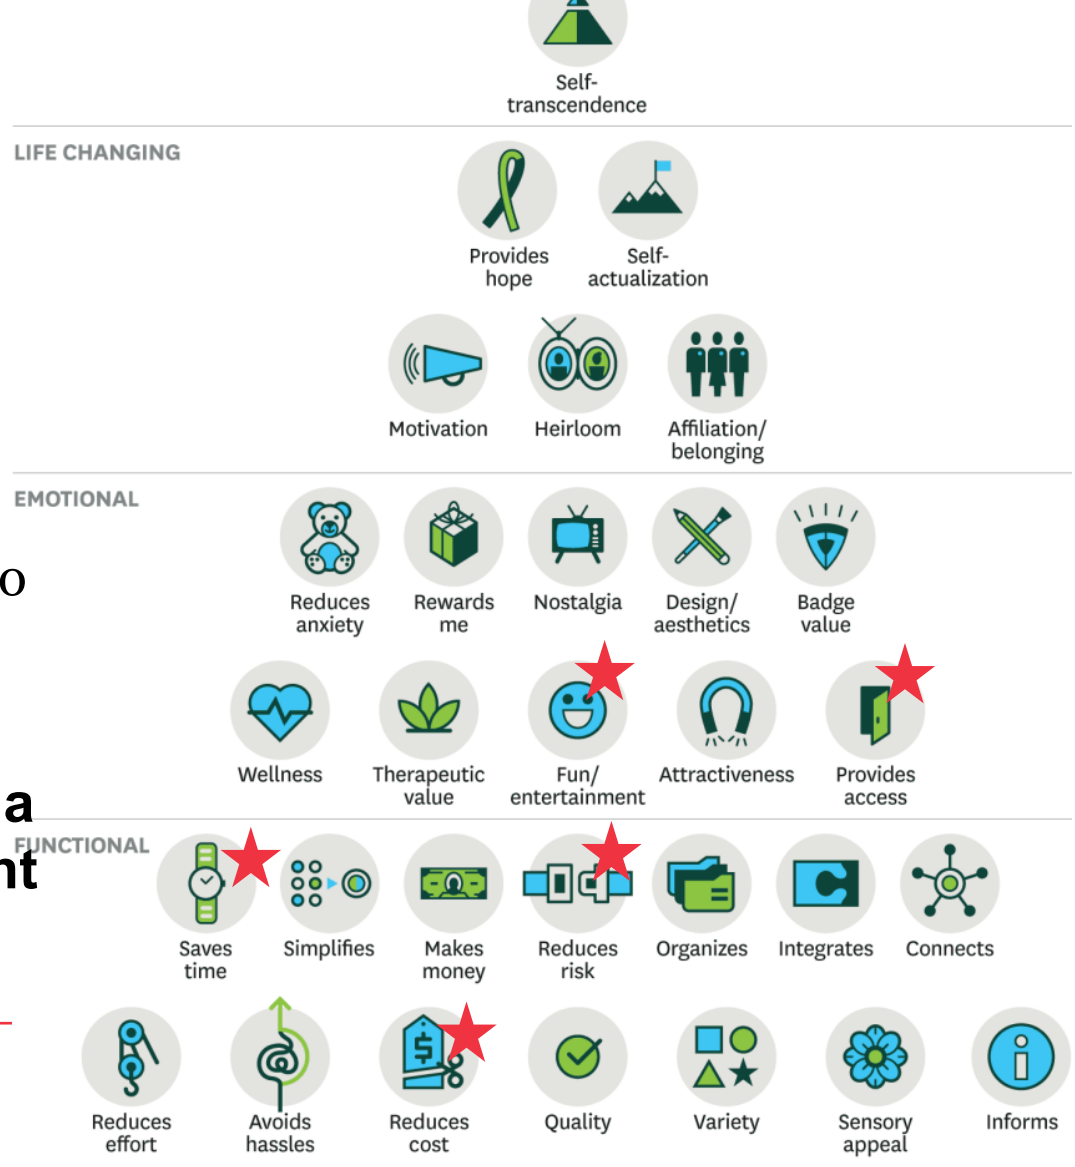 Self-
transcendence
LIFE CHANGING
Provides
hope
Self-
actualization
Motivation
Heirloom
Affiliation/
belonging
EMOTIONAL
Reduces
anxiety
Rewards
me
Nostalgia
Design/
aesthetics
Badge
value
o
Wellness
Therapeutic
value
Fun/
entertainment
Attractiveness
Provides
access
a
nt
FUNCTIONAL
Saves
time
Simplifies
Makes
money
Reduces
risk
Organizes
Integrates
Connects
$
Reduces
effort
Avoids
hassles
Reduces
cost
Quality
Variety
Sensory
appeal
i
Informs